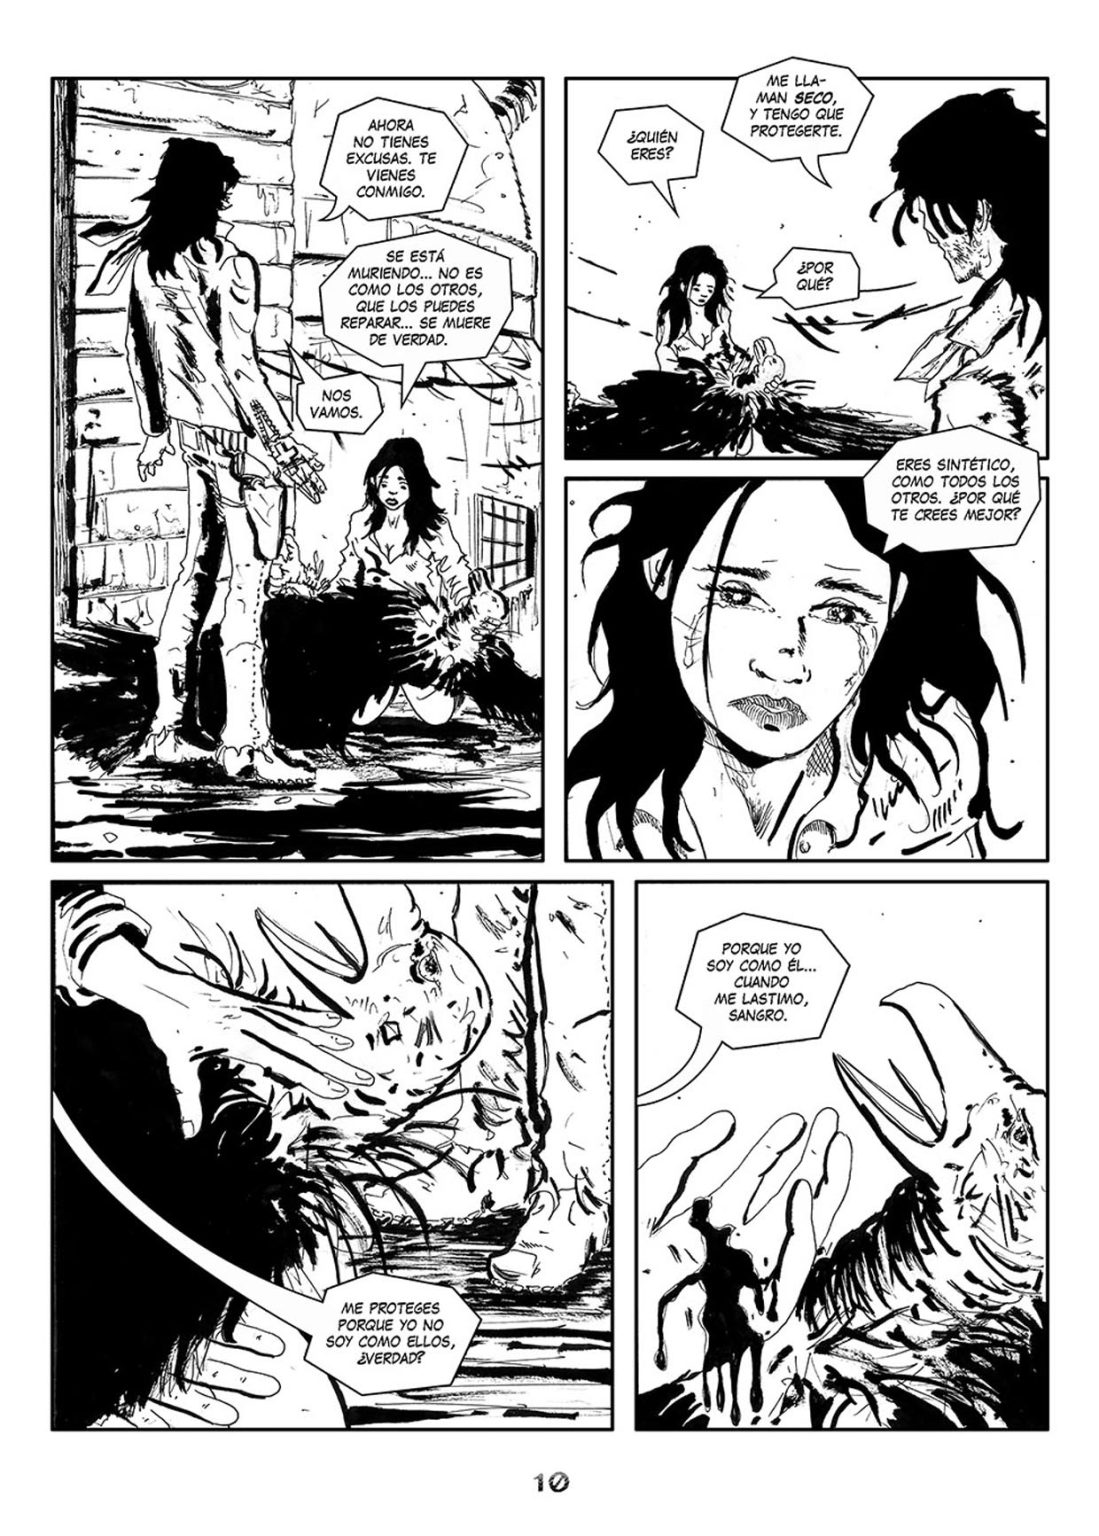 AHORA
NO TIENES
EXCUSAS. TE
VIENES
CONMIGO.
SE ESTÁ
MURIENDO... NO ES
COMO LOS OTROS,
QUE LOS PUEDES
REPARAR... SE MUERE
DE VERDAD.
NOS
VAMOS.
¿QUIÉN
ERES?
ME LLA-
MAN SECO,
Y TENGO QUE
PROTEGERTE.
¿POR
QUÉ?
ERES SINTÉTICO,
COMO TODOS LOS
OTROS. ¿POR QUÉ
TE CREES MEJOR?
ME PROTEGES
PORQUE YO NO
SOY COMO ELLOS,
¿VERDAD?
PORQUE YO
SOY COMO ÉL...
CUANDO
ME LASTIMO,
SANGRO.
10